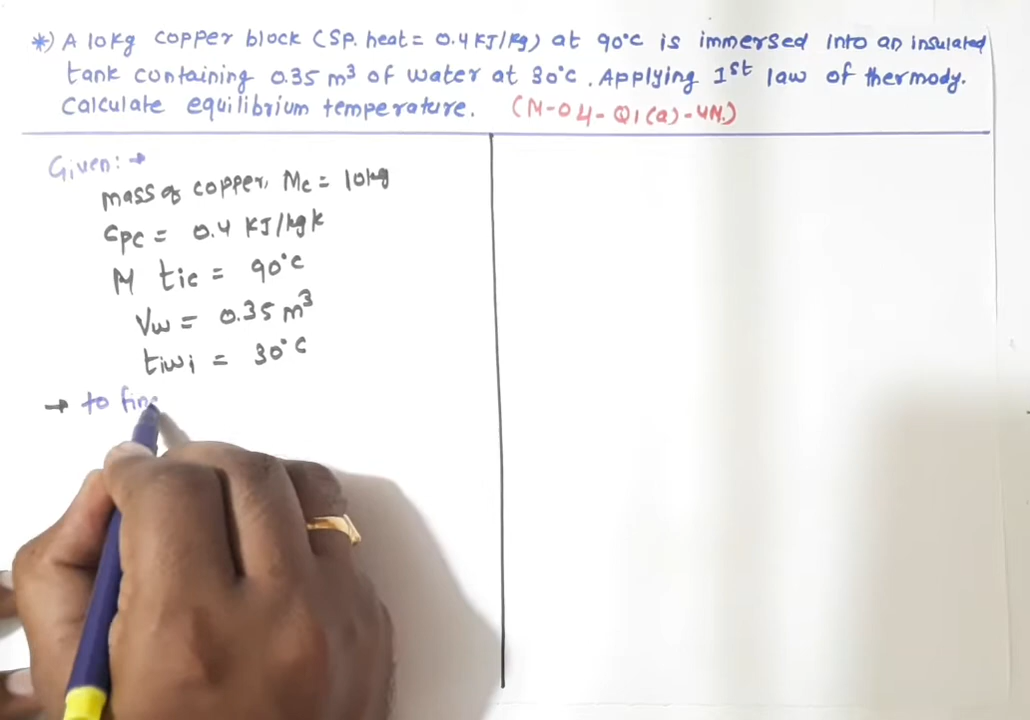 *) A 10kg copper block (SP. heat = 0.4 KJ/kg) at 90°c is immersed into an insulated
tank containing 0.35 m³ of water at 30°c. Applying 1st law of thermody.
Calculate equilibrium temperature. (M-04-Q1(a)-4M.)
Given:→
mass of copper, Mc = 10kg
Cpc = 0.4 KJ/kg k
M tic = 90°c
Vw = 0.35 m³
tiwi = 30°c
→ to fin